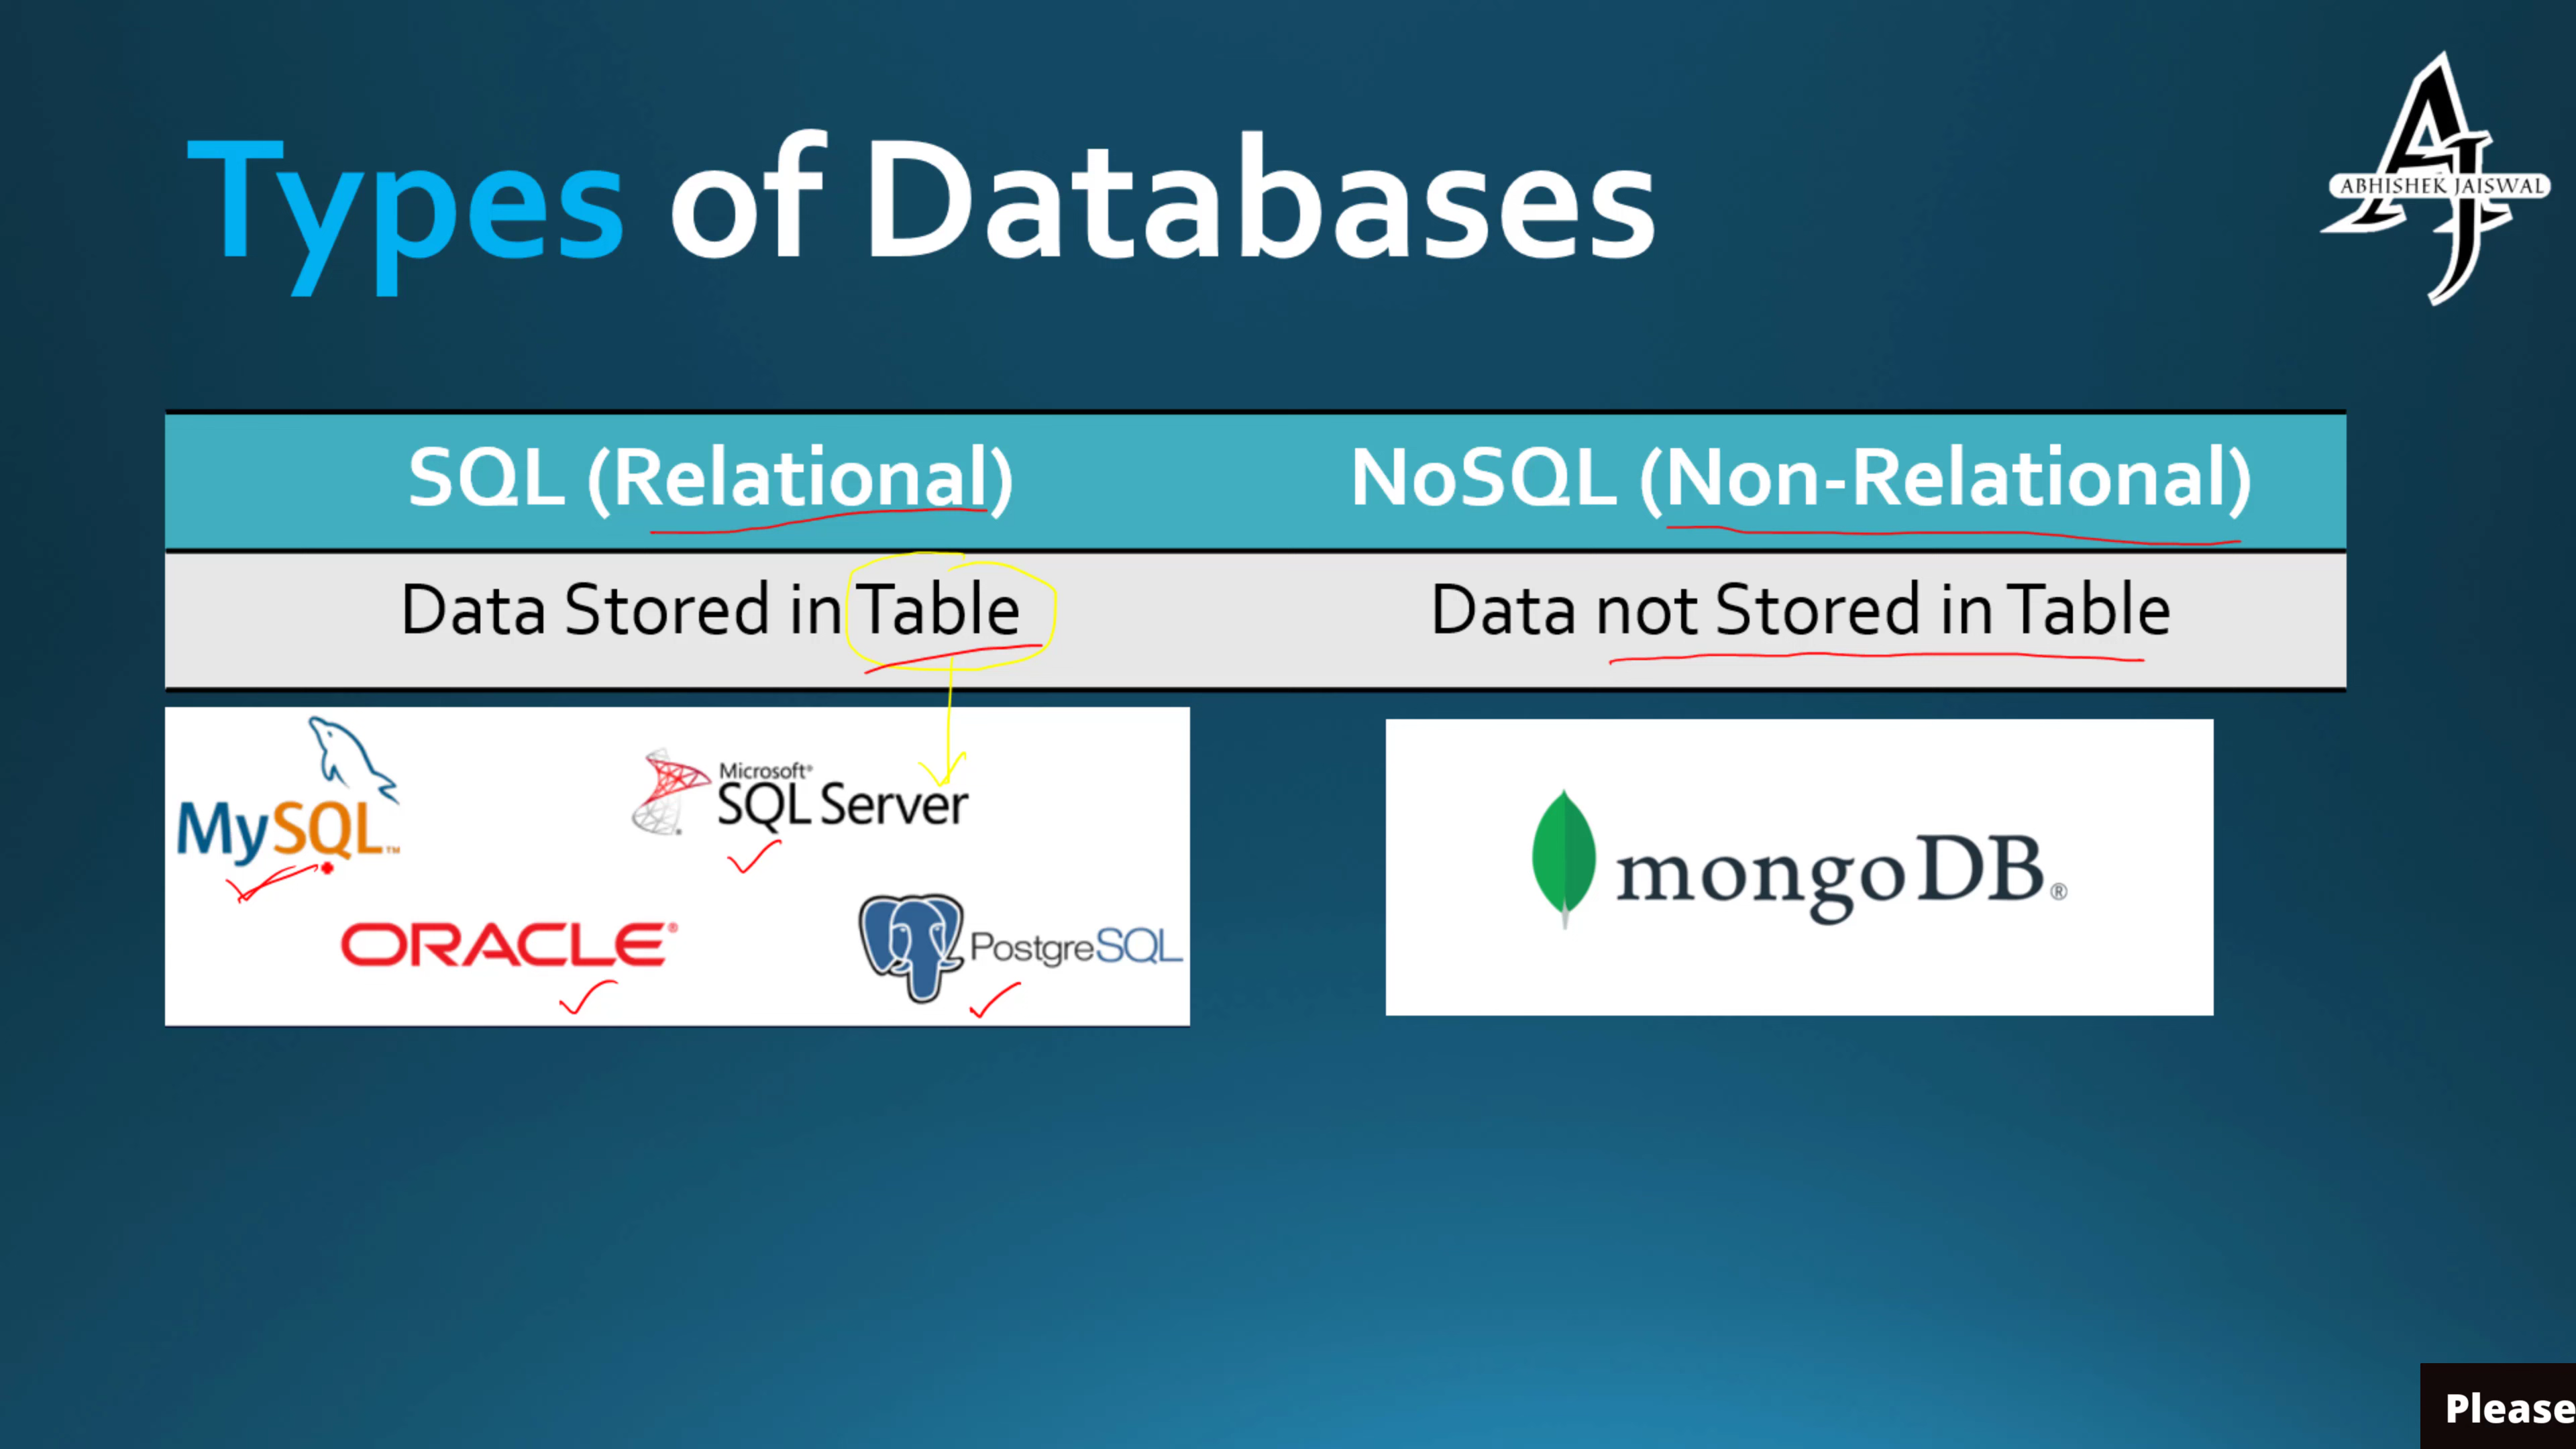 Types of Databases
ABHISHEK JAISWAL
SQL (Relational) NoSQL (Non-Relational)
Data Stored in Table Data not Stored in Table
MySQL™
Microsoft®
SQL Server
mongoDB®
ORACLE®
PostgreSQL
Please